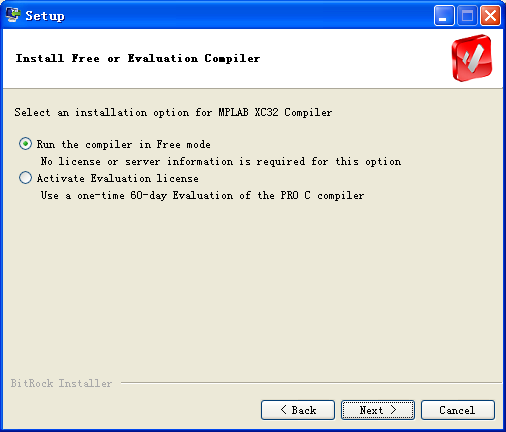 Setup
Install Free or Evaluation Compiler
Select an installation option for MPLAB XC32 Compiler
Run the compiler in Free mode
No license or server information is required for this option
Activate Evaluation license
Use a one-time 60-day Evaluation of the PRO C compiler
BitRock Installer
< Back
Next >
Cancel